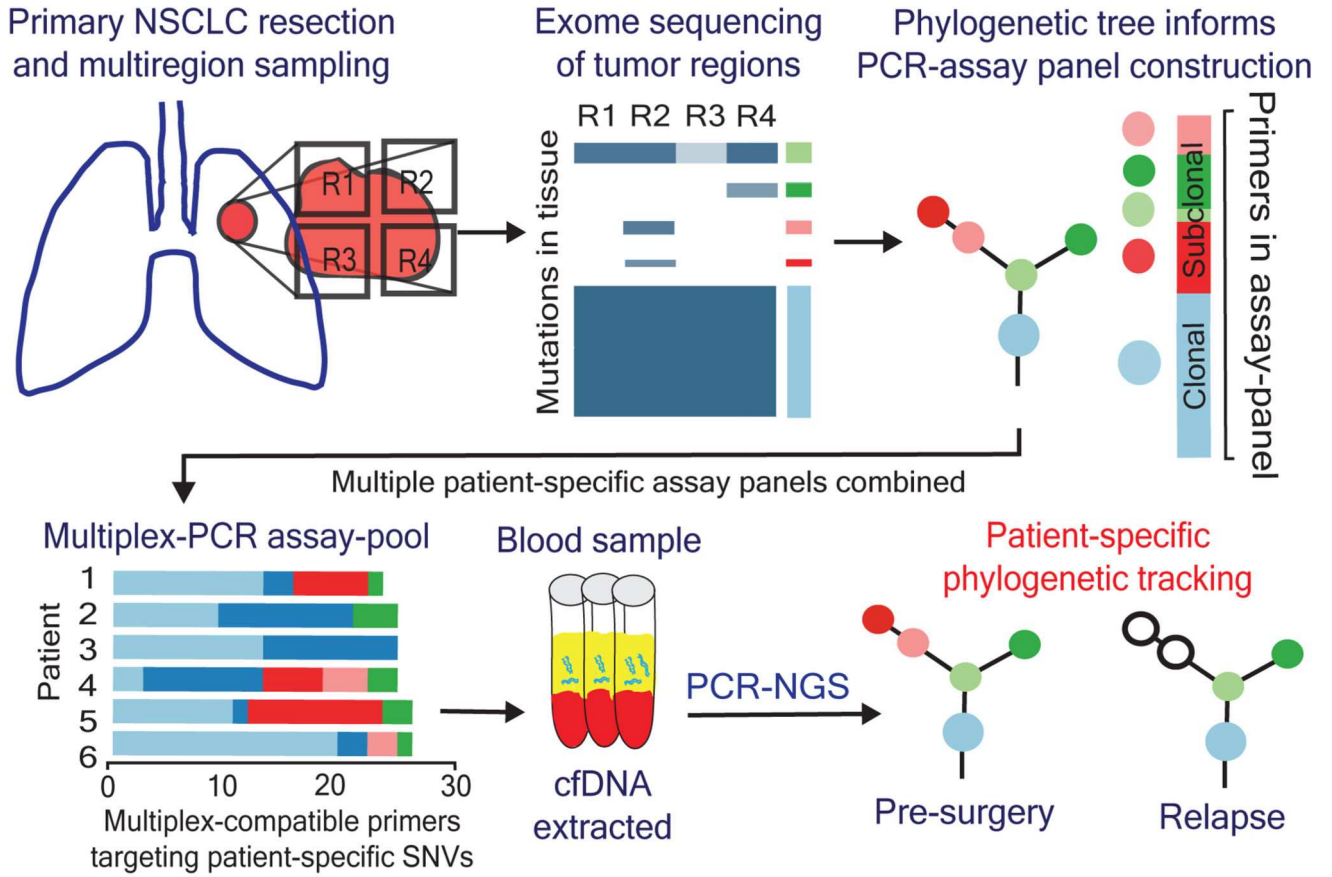 Primary NSCLC resection
and multiregion sampling
R1
R2
R3
R4
Exome sequencing
of tumor regions
R1 R2 R3 R4
Mutations in tissue
Phylogenetic tree informs
PCR-assay panel construction
Subclonal
Clonal
Primers in assay-panel
Multiple patient-specific assay panels combined
Multiplex-PCR assay-pool
Patient
1
2
3
4
5
6
0 10 20 30
Multiplex-compatible primers
targeting patient-specific SNVs
Blood sample
cfDNA
extracted
PCR-NGS
Patient-specific
phylogenetic tracking
Pre-surgery
Relapse